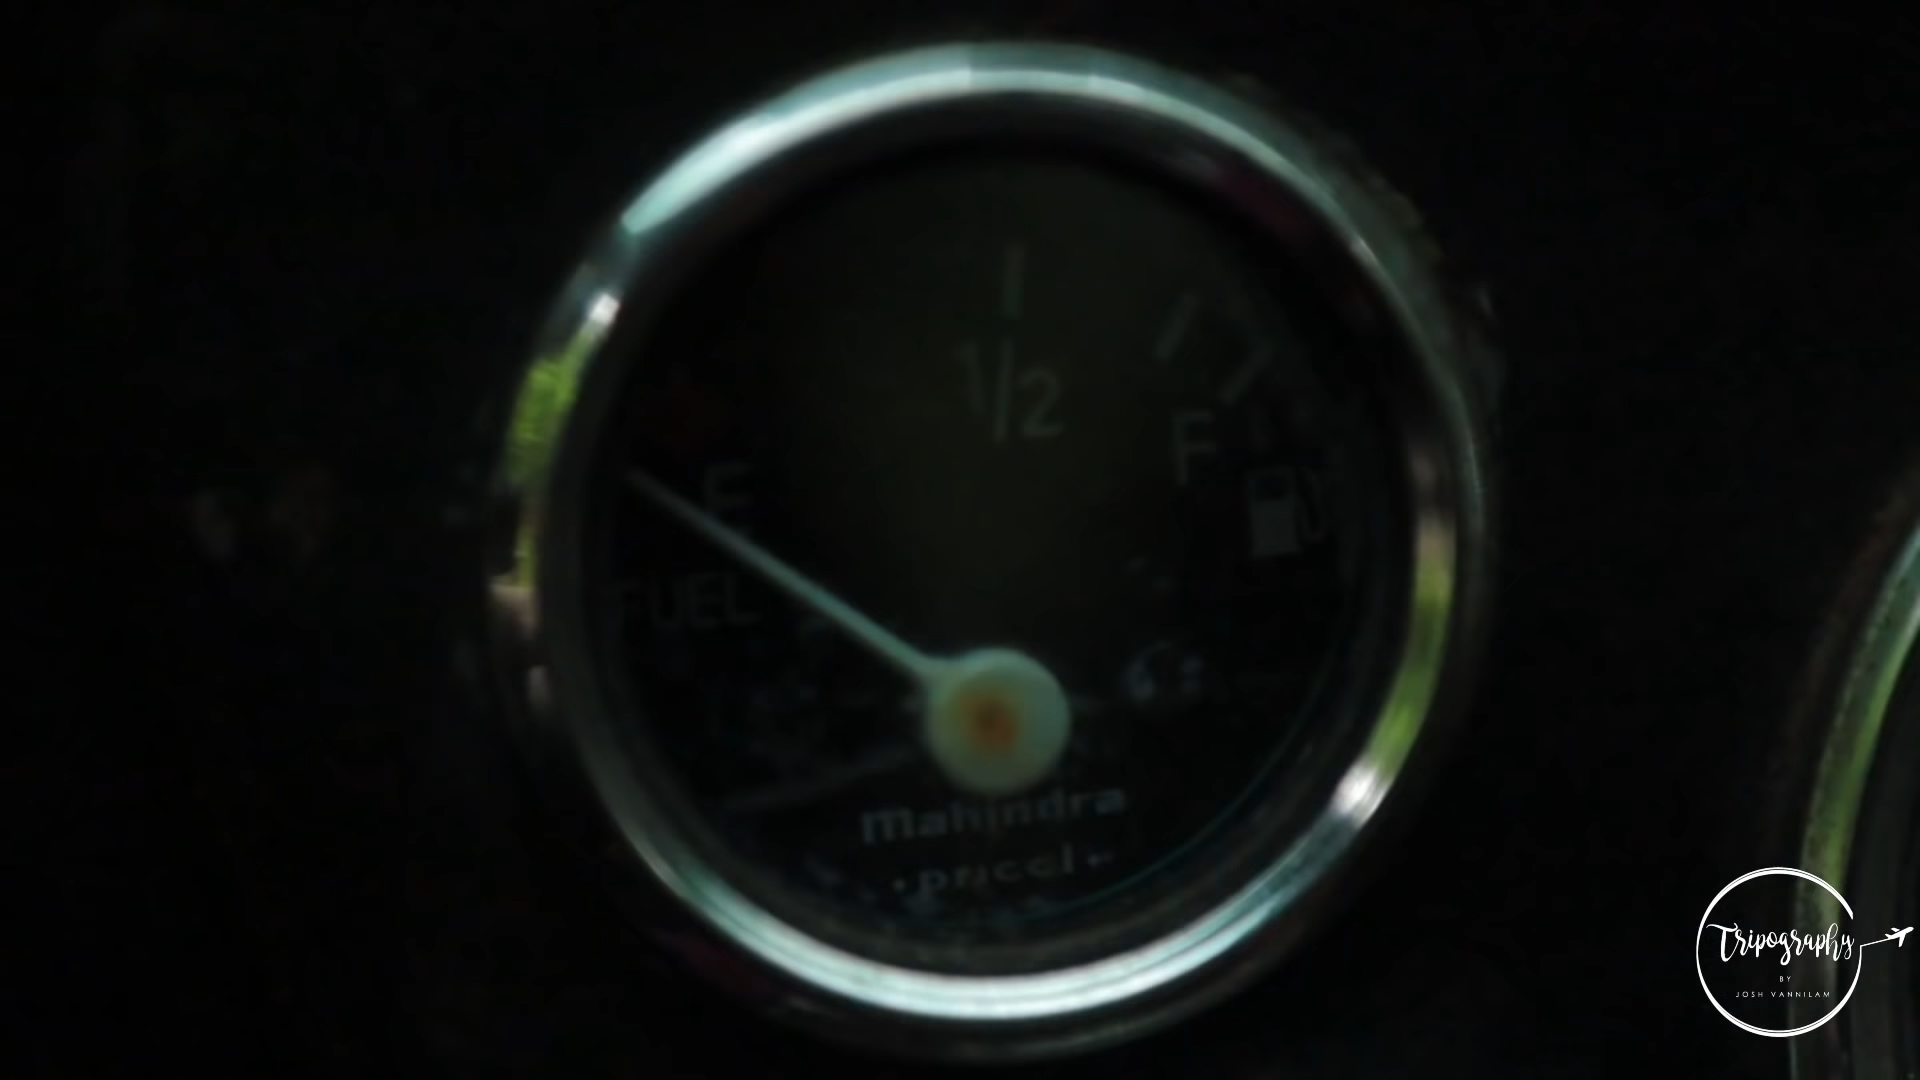 1/2
F
E
FUEL
Mahindra
Tripography
BY
JOSH VANNILAM